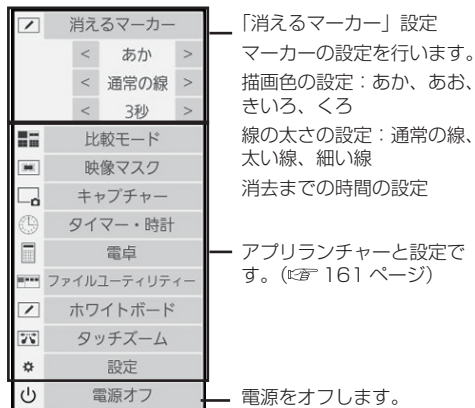 消えるマーカー
< あか >
< 通常の線 >
< 3秒 >
比較モード
映像マスク
キャプチャー
タイマー・時計
電卓
ファイルユーティリティー
ホワイトボード
タッチズーム
設定
電源オフ
「消えるマーカー」設定
マーカーの設定を行います。
描画色の設定：あか、あお、
きいろ、くろ
線の太さの設定：通常の線、
太い線、細い線
消去までの時間の設定
アプリランチャーと設定で
す。（☞ 161 ページ）
電源をオフします。